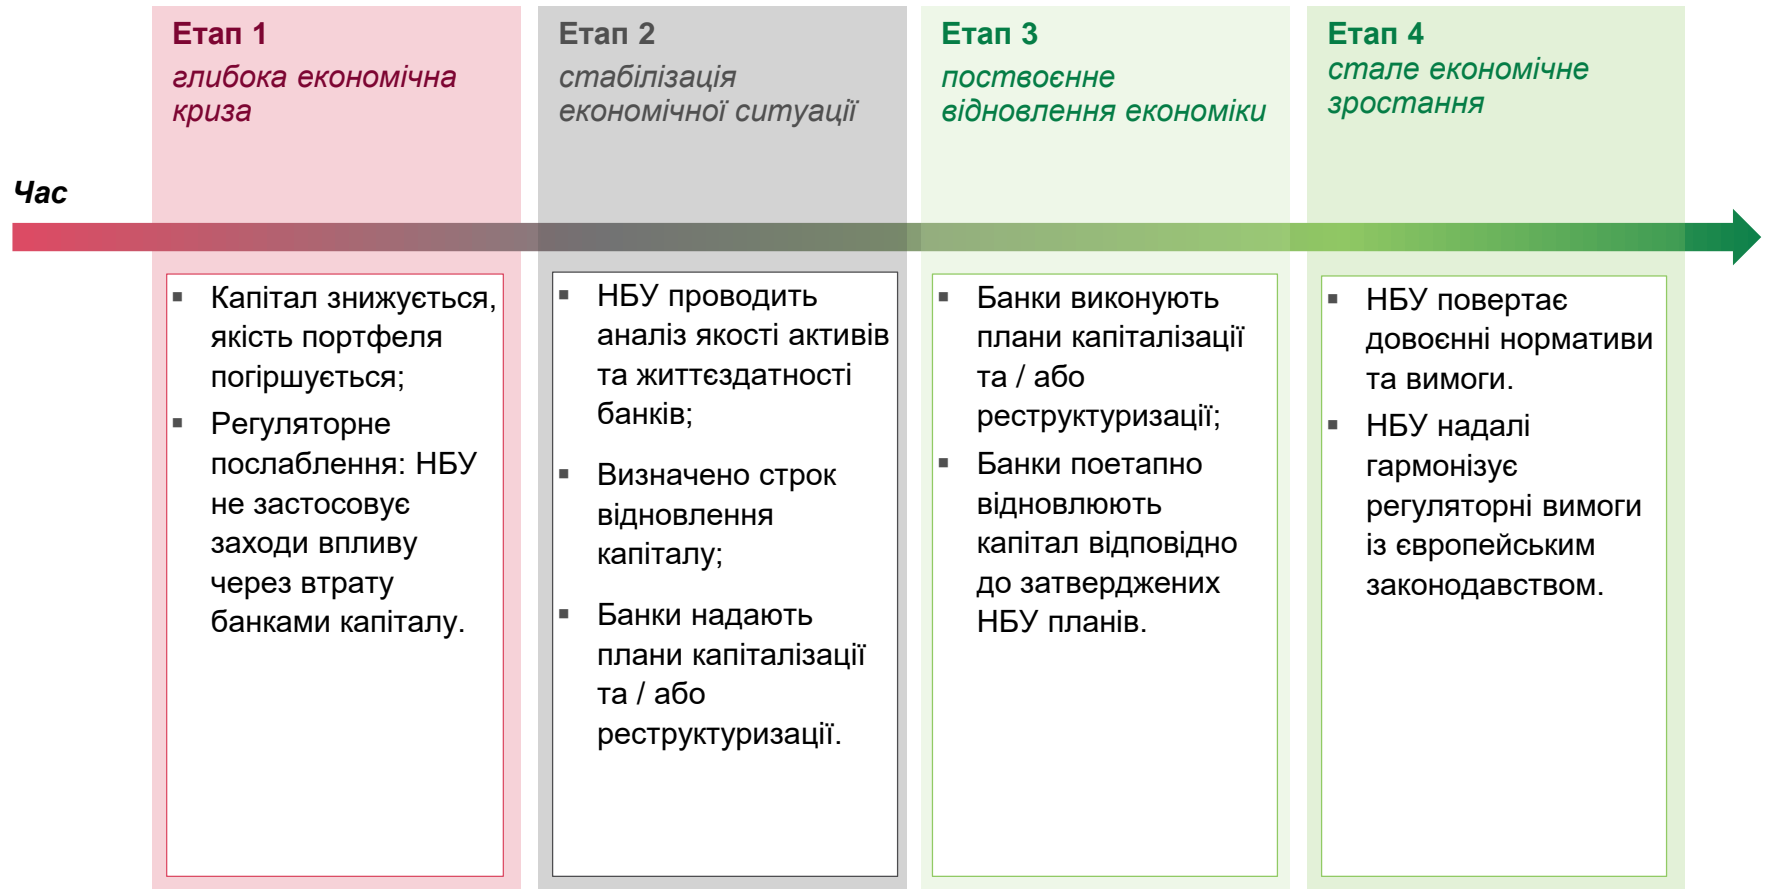 Етап 1
глибока економічна
криза
Етап 2
стабілізація
економічної ситуації
Етап 3
поствоєнне
відновлення економіки
Етап 4
стале економічне
зростання
Час
▪ Капітал знижується,
якість портфеля
погіршується;
▪ Регуляторне
послаблення: НБУ
не застосовує
заходи впливу
через втрату
банками капіталу.
▪ НБУ проводить
аналіз якості активів
та життєздатності
банків;
▪ Визначено строк
відновлення
капіталу;
▪ Банки надають
плани капіталізації
та / або
реструктуризації.
▪ Банки виконують
плани капіталізації
та / або
реструктуризації;
▪ Банки поетапно
відновлюють
капітал відповідно
до затверджених
НБУ планів.
▪ НБУ повертає
довоєнні нормативи
та вимоги.
▪ НБУ надалі
гармонізує
регуляторні вимоги
із європейським
законодавством.